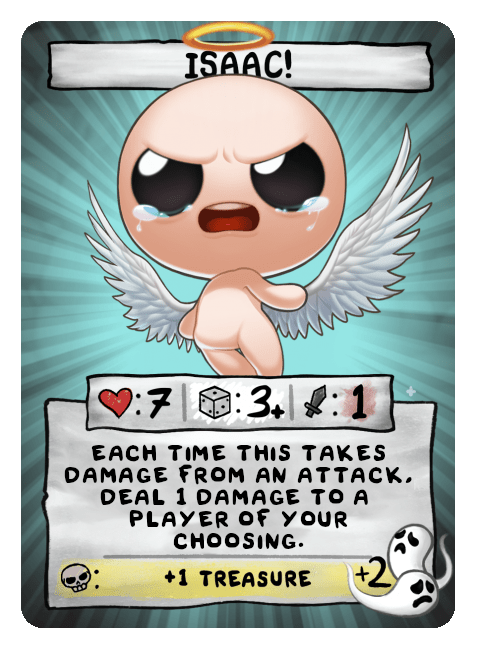 ISAAC!
:7 :3+ :1
EACH TIME THIS TAKES
DAMAGE FROM AN ATTACK,
DEAL 1 DAMAGE TO A
PLAYER OF YOUR
CHOOSING.
: +1 TREASURE +2